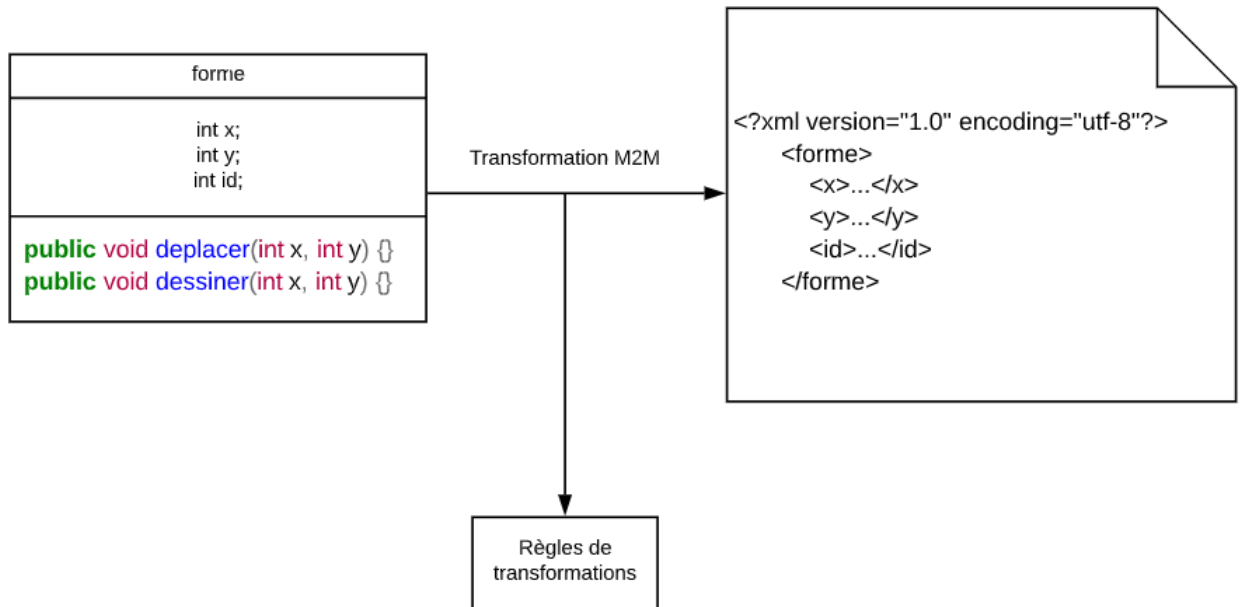 forme
int x;
int y;
int id;
public void deplacer(int x, int y) {}
public void dessiner(int x, int y) {}
Transformation M2M
<?xml version="1.0" encoding="utf-8"?>
<forme>
<x>...</x>
<y>...</y>
<id>...</id>
</forme>
Règles de
transformations